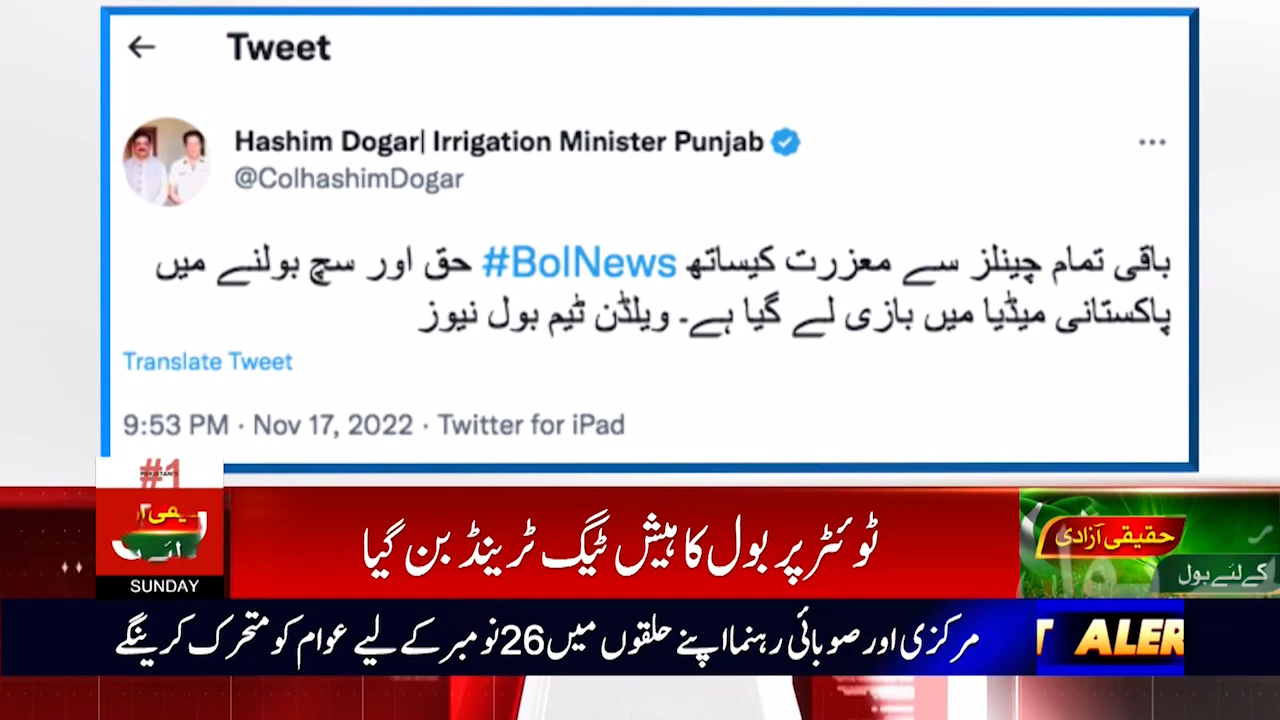 Tweet
Hashim Dogar| Irrigation Minister Punjab
@ColhashimDogar
باقی تمام چینلز سے معزرت کیساتھ #BolNews حق اور سچ بولنے میں
پاکستانی میڈیا میں بازی لے گیا ہے۔ ویلڈن ٹیم بول نیوز
Translate Tweet
9:53 PM · Nov 17, 2022 · Twitter for iPad
#1
PAKISTAN'S
SUNDAY
ٹوئٹر پر بول کا ہیش ٹیگ ٹرینڈ بن گیا
حقیقی آزادی
کے لئے بول
مرکزی اور صوبائی رہنما اپنے حلقوں میں 26 نومبر کے لیے عوام کو متحرک کرینگے
T ALER